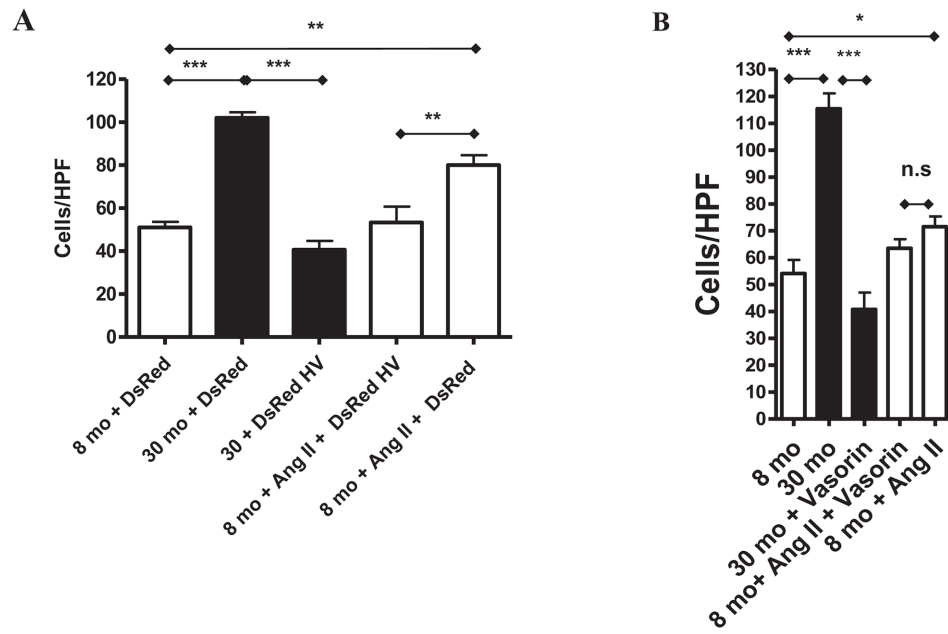 A
**
***
***
**
120
100
80
60
40
20
0
Cells/HPF
8 mo + DsRed
30 mo + DsRed
30 + DsRed HV
8 mo + Ang II + DsRed HV
8 mo + Ang II + DsRed
B
*
***
***
n.s
130
120
110
100
90
80
70
60
50
40
30
20
10
0
Cells/HPF
8 mo
30 mo
30 mo + Vasorin
8 mo+ Ang II + Vasorin
8 mo + Ang II